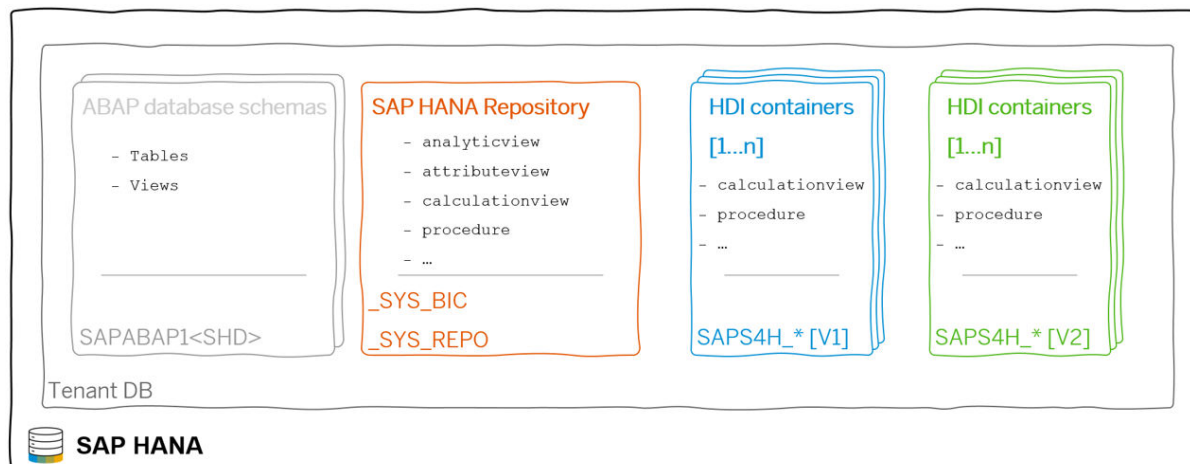 ABAP database schemas
- Tables
- Views
SAPABAP1<SHD>
SAP HANA Repository
- analyticview
- attributeview
- calculationview
- procedure
- …
_SYS_BIC
_SYS_REPO
HDI containers
[1...n]
- calculationview
- procedure
- …
SAPS4H_* [V1]
HDI containers
[1...n]
- calculationview
- procedure
- …
SAPS4H_* [V2]
Tenant DB
SAP HANA